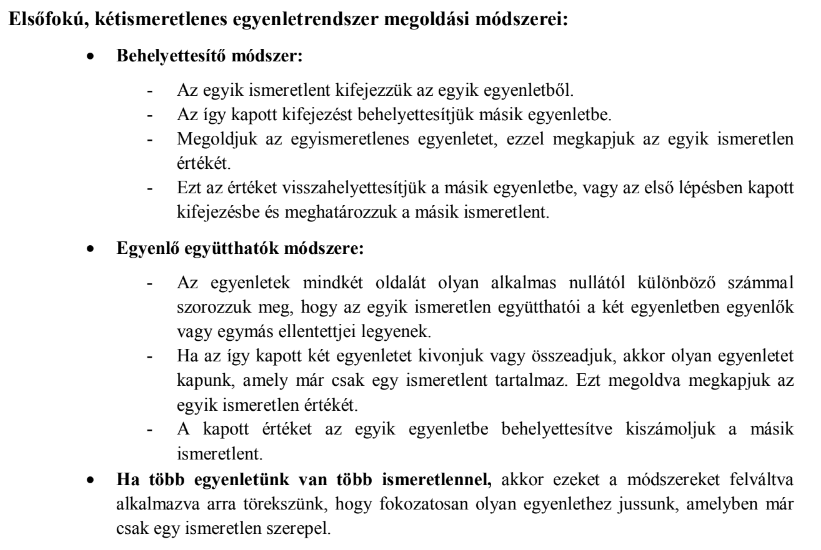 Elsőfokú, kétismeretlenes egyenletrendszer megoldási módszerei:
• Behelyettesítő módszer:
- Az egyik ismeretlent kifejezzük az egyik egyenletből.
- Az így kapott kifejezést behelyettesítjük másik egyenletbe.
- Megoldjuk az egyismeretlenes egyenletet, ezzel megkapjuk az egyik ismeretlen
értékét.
- Ezt az értéket visszahelyettesítjük a másik egyenletbe, vagy az első lépésben kapott
kifejezésbe és meghatározzuk a másik ismeretlent.
• Egyenlő együtthatók módszere:
- Az egyenletek mindkét oldalát olyan alkalmas nullától különböző számmal
szorozzuk meg, hogy az egyik ismeretlen együtthatói a két egyenletben egyenlők
vagy egymás ellentettjei legyenek.
- Ha az így kapott két egyenletet kivonjuk vagy összeadjuk, akkor olyan egyenletet
kapunk, amely már csak egy ismeretlent tartalmaz. Ezt megoldva megkapjuk az
egyik ismeretlen értékét.
- A kapott értéket az egyik egyenletbe behelyettesítve kiszámoljuk a másik
ismeretlent.
• Ha több egyenletünk van több ismeretlennel, akkor ezeket a módszereket felváltva
alkalmazva arra törekszünk, hogy fokozatosan olyan egyenlethez jussunk, amelyben már
csak egy ismeretlen szerepel.